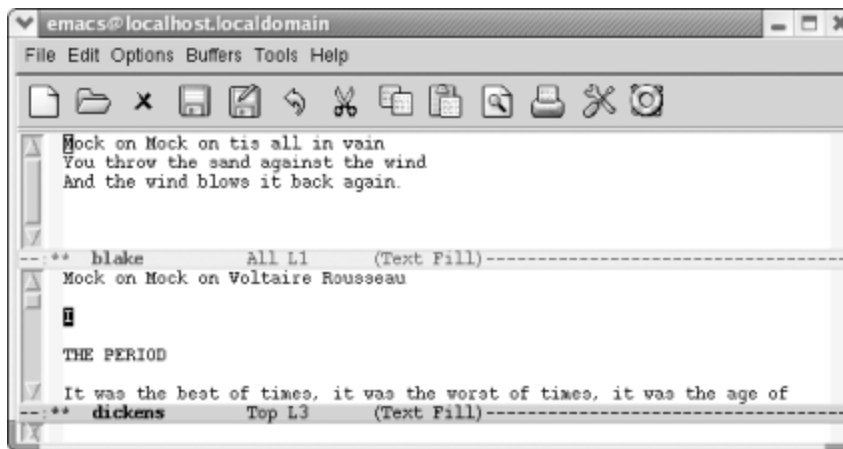 emacs@localhost.localdomain
File Edit Options Buffers Tools Help
Mock on Mock on tis all in vain
You throw the sand against the wind
And the wind blows it back again.
--:** blake All L1 (Text Fill)----------------------------------
Mock on Mock on Voltaire Rousseau
I
THE PERIOD
It was the best of times, it was the worst of times, it was the age of
--:** dickens Top L3 (Text Fill)----------------------------------